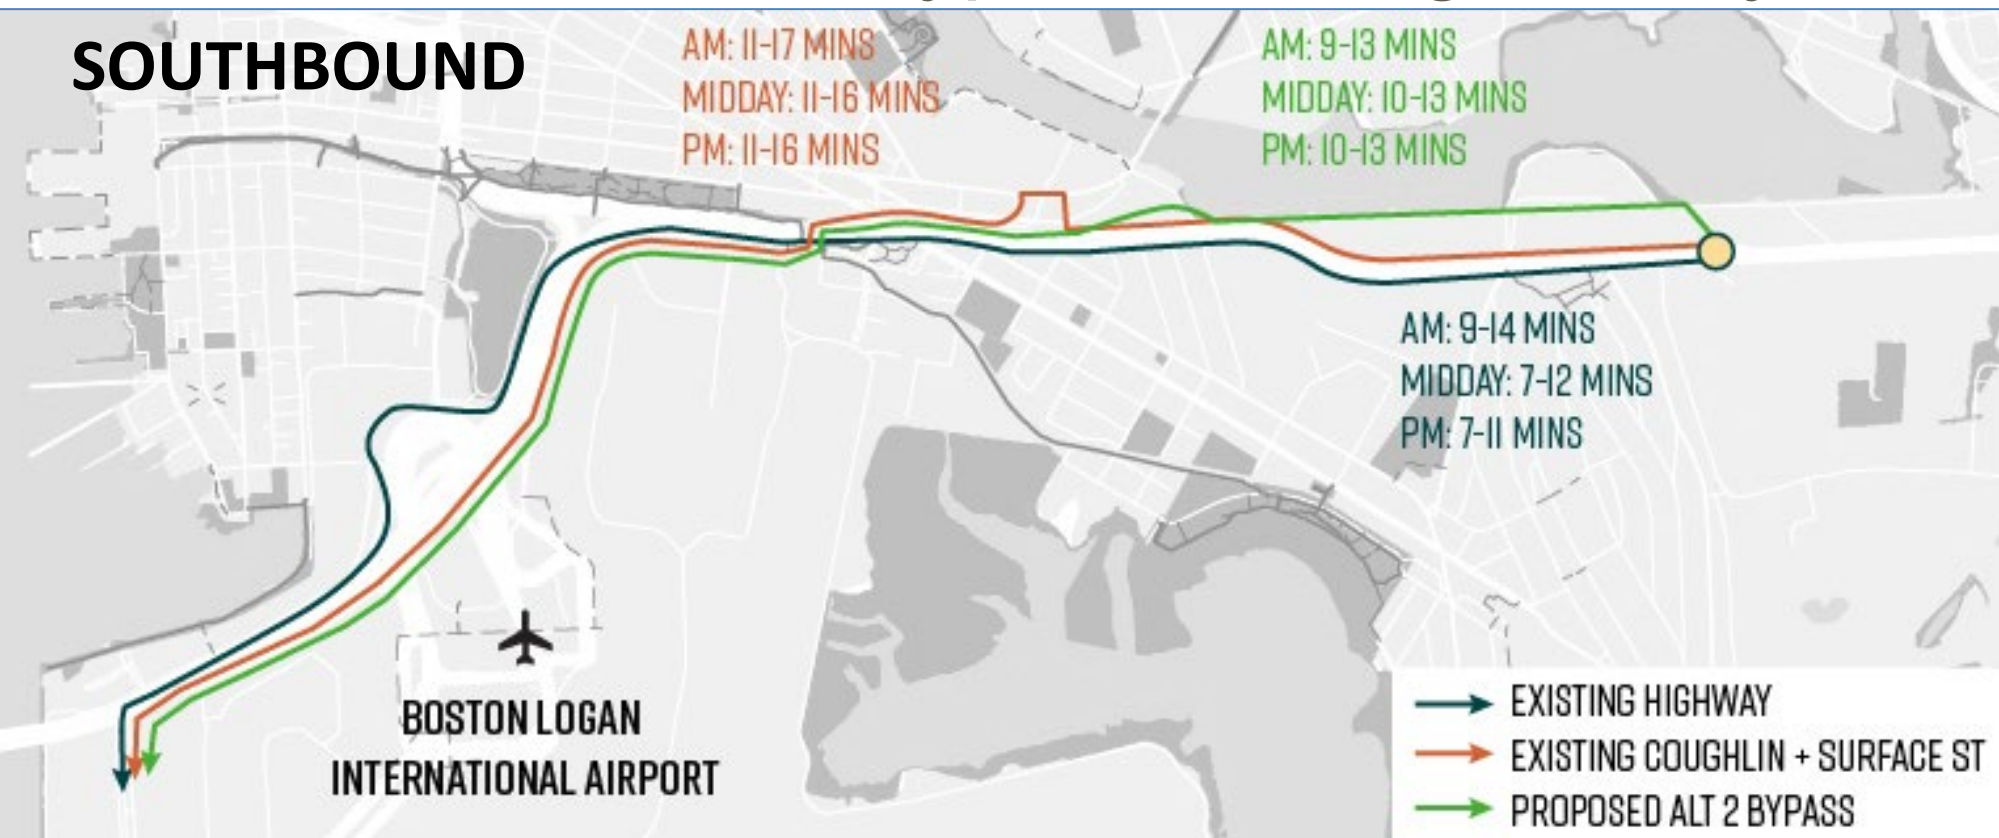 SOUTHBOUND
AM: 11-17 MINS
MIDDAY: 11-16 MINS
PM: 11-16 MINS
AM: 9-13 MINS
MIDDAY: 10-13 MINS
PM: 10-13 MINS
AM: 9-14 MINS
MIDDAY: 7-12 MINS
PM: 7-11 MINS
BOSTON LOGAN
INTERNATIONAL AIRPORT
EXISTING HIGHWAY
EXISTING COUGHLIN + SURFACE ST
PROPOSED ALT 2 BYPASS